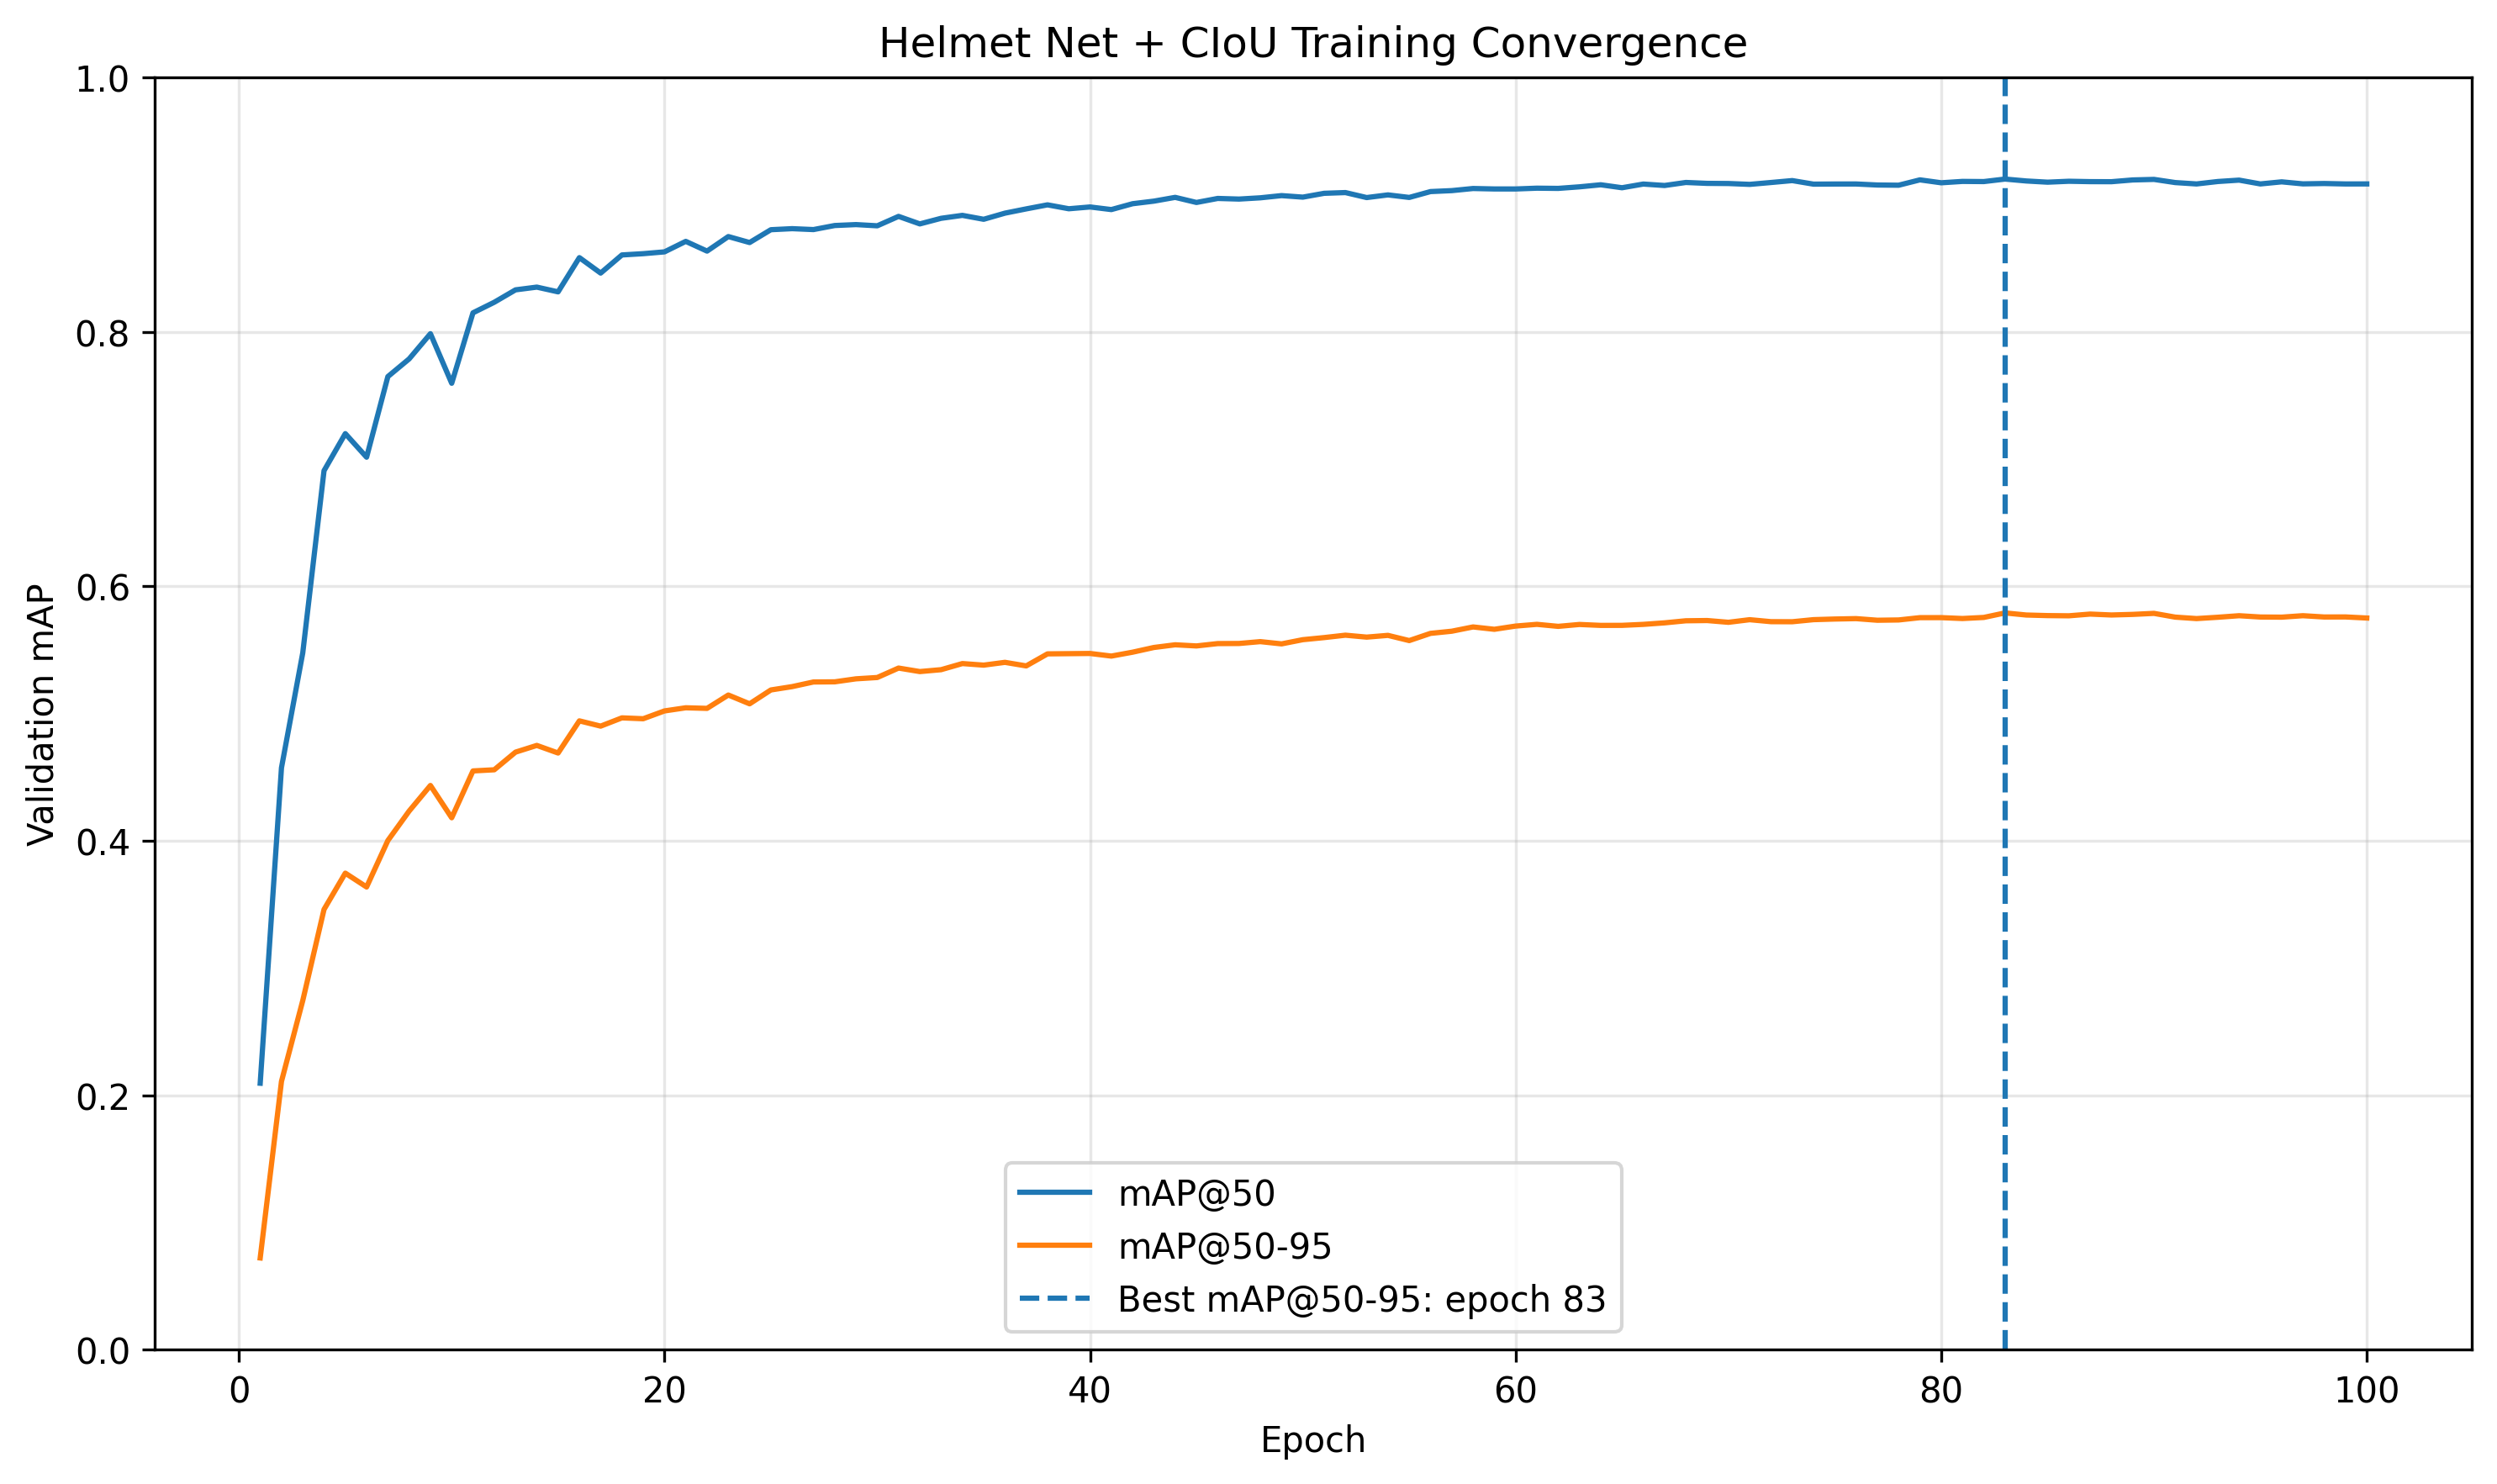 Helmet Net + CIoU Training Convergence
1.0
0.8
0.6
0.4
0.2
0.0
Validation mAP
mAP@50
mAP@50-95
Best mAP@50-95: epoch 83
0 20 40 60 80 100
Epoch